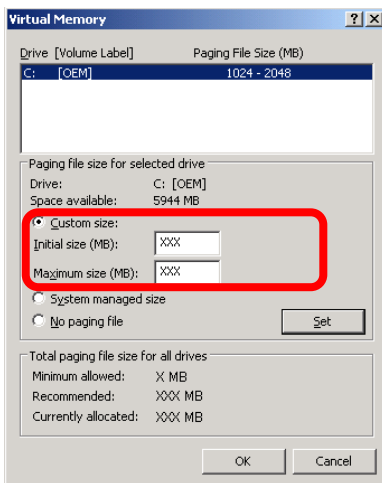 Virtual Memory
Drive [Volume Label] Paging File Size (MB)
C: [OEM] 1024 - 2048
Paging file size for selected drive
Drive: C: [OEM]
Space available: 5944 MB
Custom size:
Initial size (MB): XXX
Maximum size (MB): XXX
System managed size
No paging file Set
Total paging file size for all drives
Minimum allowed: X MB
Recommended: XXX MB
Currently allocated: XXX MB
OK Cancel